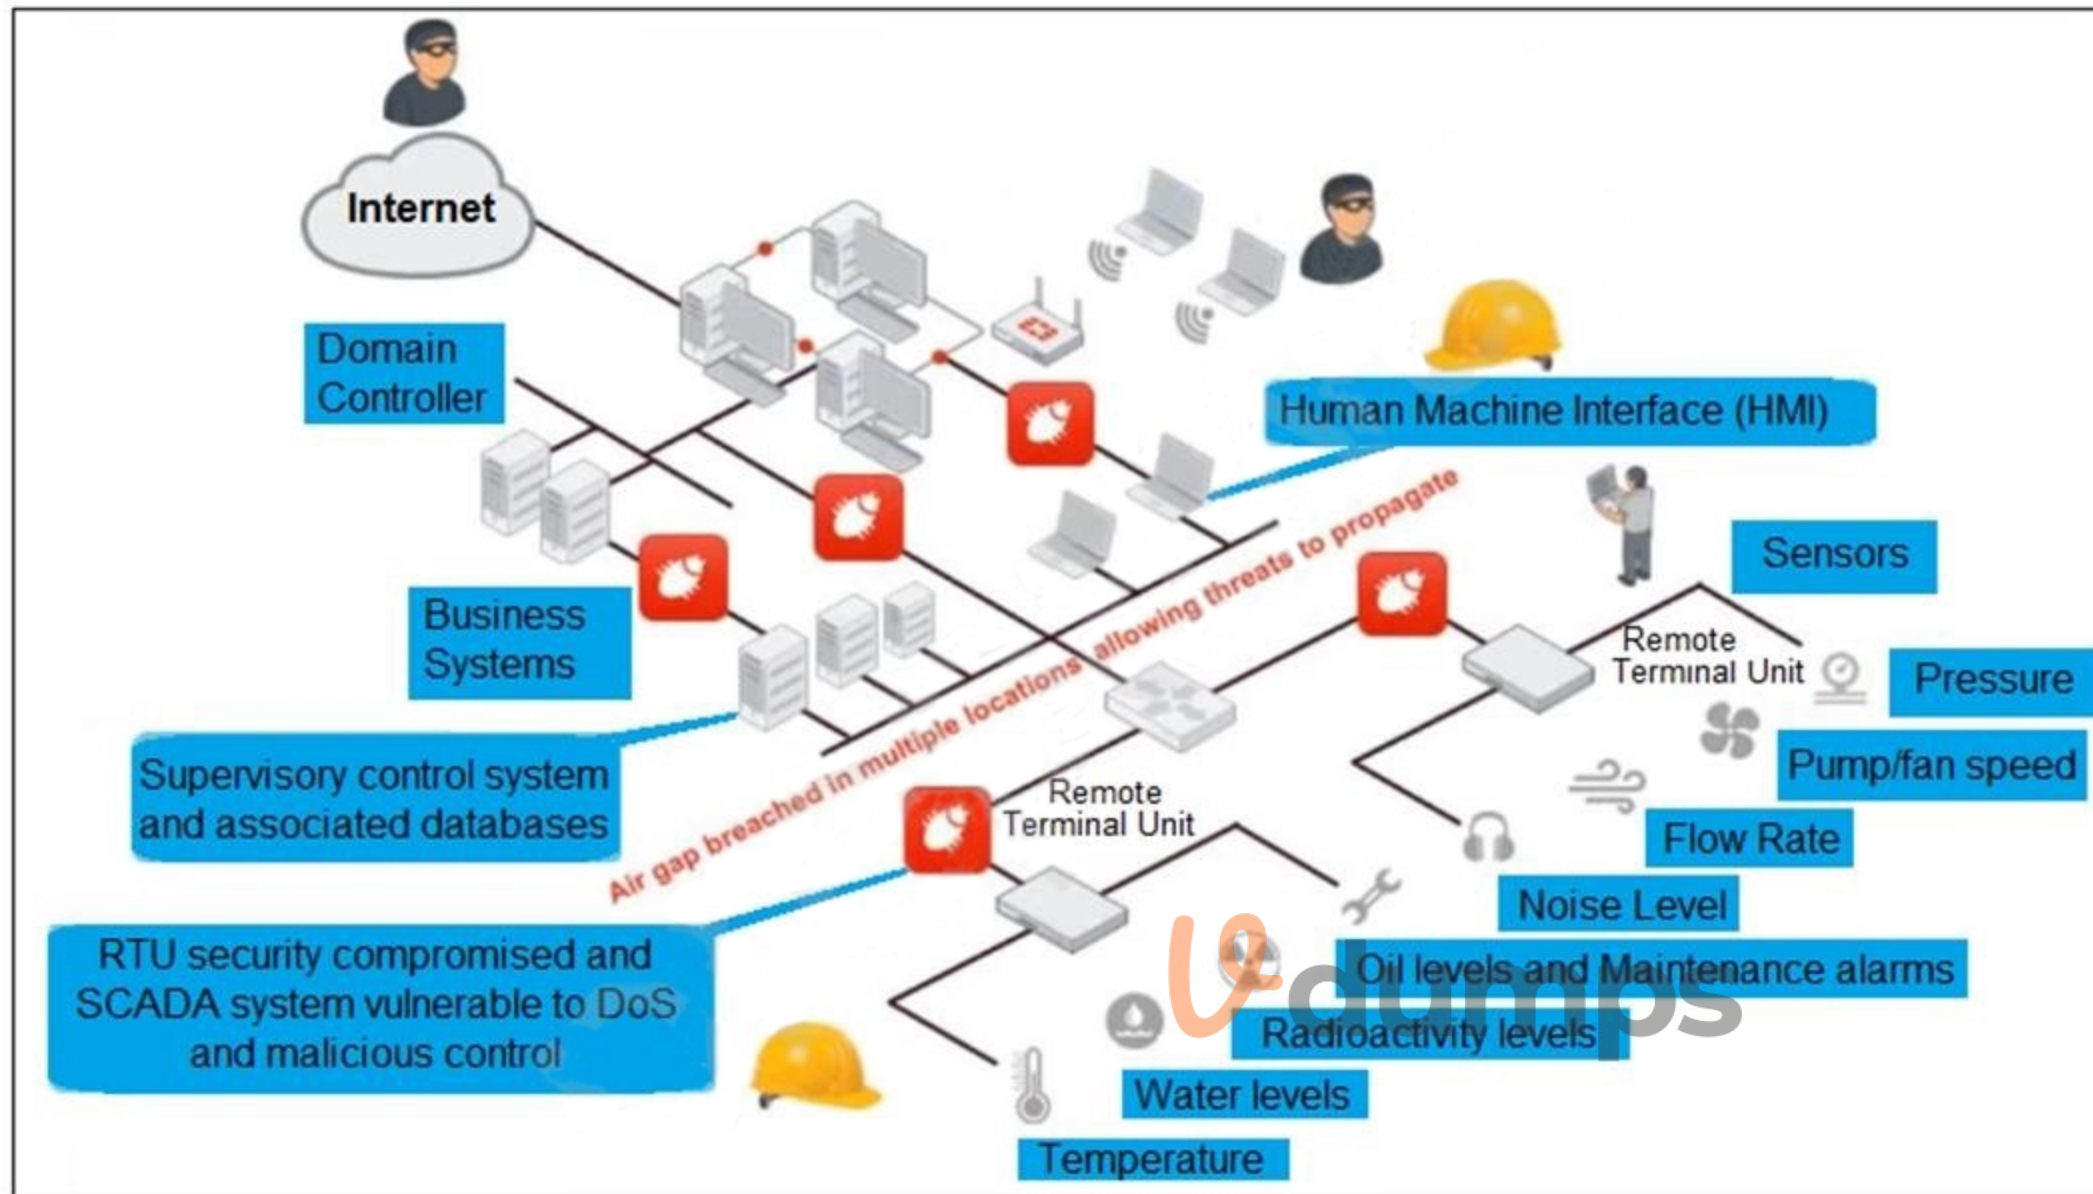 Internet
Domain
Controller
Human Machine Interface (HMI)
Sensors
Business
Systems
Remote
Terminal Unit
Pressure
Pump/fan speed
Supervisory control system
and associated databases
Air gap breached in multiple locations allowing threats to propagate
Remote
Terminal Unit
Flow Rate
Noise Level
RTU security compromised and
SCADA system vulnerable to DoS
and malicious control
Oil levels and Maintenance alarms
Radioactivity levels
Water levels
Temperature
Vdumps